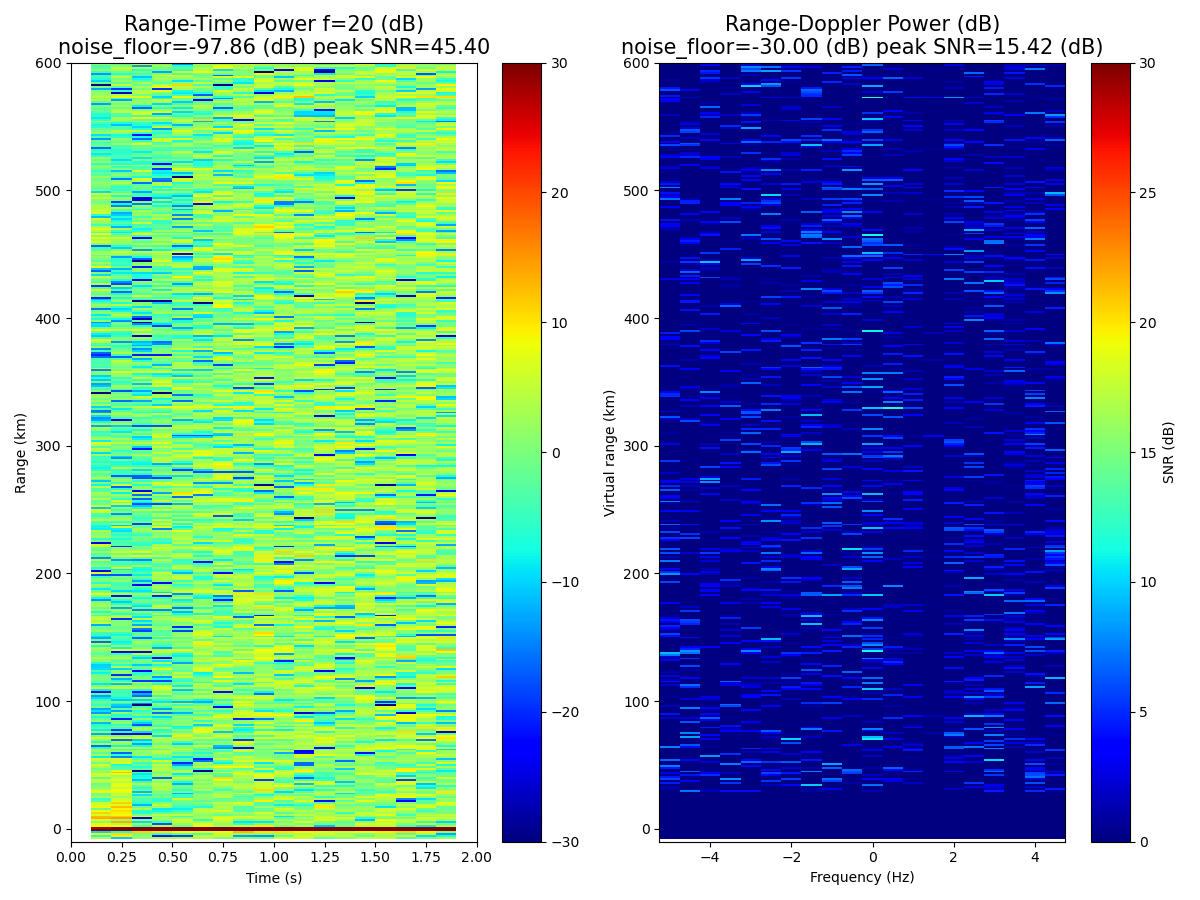 Range-Time Power f=20 (dB)
noise_floor=-97.86 (dB) peak SNR=45.40
600
500
400
300
200
100
0
Range (km)
0.00 0.25 0.50 0.75 1.00 1.25 1.50 1.75 2.00
Time (s)
30
20
10
0
−10
−20
−30
Range-Doppler Power (dB)
noise_floor=-30.00 (dB) peak SNR=15.42 (dB)
600
500
400
300
200
100
0
Virtual range (km)
−4 −2 0 2 4
Frequency (Hz)
30
25
20
15
10
5
0
SNR (dB)